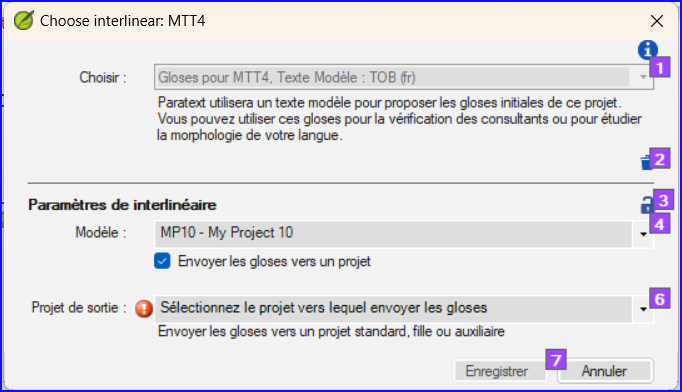 Choose interlinear: MTT4
Choisir :
Gloses pour MTT4, Texte Modèle : TOB (fr)
1
Paratext utilisera un texte modèle pour proposer les gloses initiales de ce projet.
Vous pouvez utiliser ces gloses pour la vérification des consultants ou pour étudier
la morphologie de votre langue.
2
Paramètres de interlinéaire
3
Modèle :
MP10 - My Project 10
4
Envoyer les gloses vers un projet
Projet de sortie :
Sélectionnez le projet vers lequel envoyer les gloses
6
Envoyer les gloses vers un projet standard, fille ou auxiliaire
Enregistrer
7
Annuler